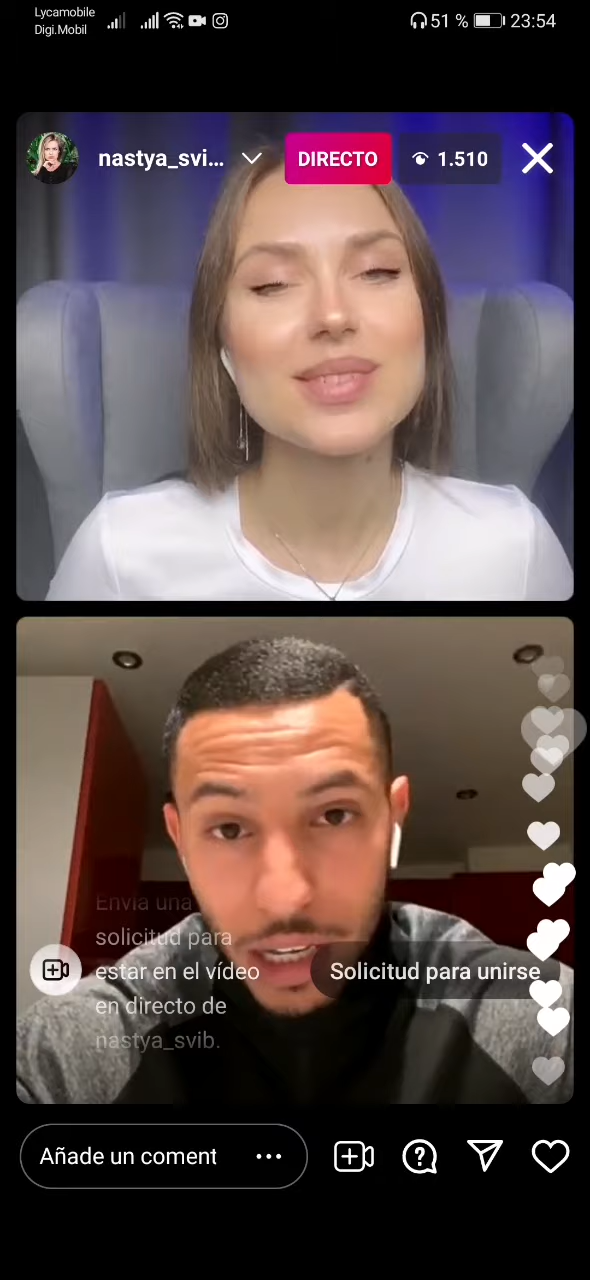 Lycamobile
Digi.Mobil
51 % 23:54
nastya_svi... DIRECTO 1.510
Envía una
solicitud para
estar en el vídeo
en directo de
nastya_svib.
Solicitud para unirse
Añade un coment